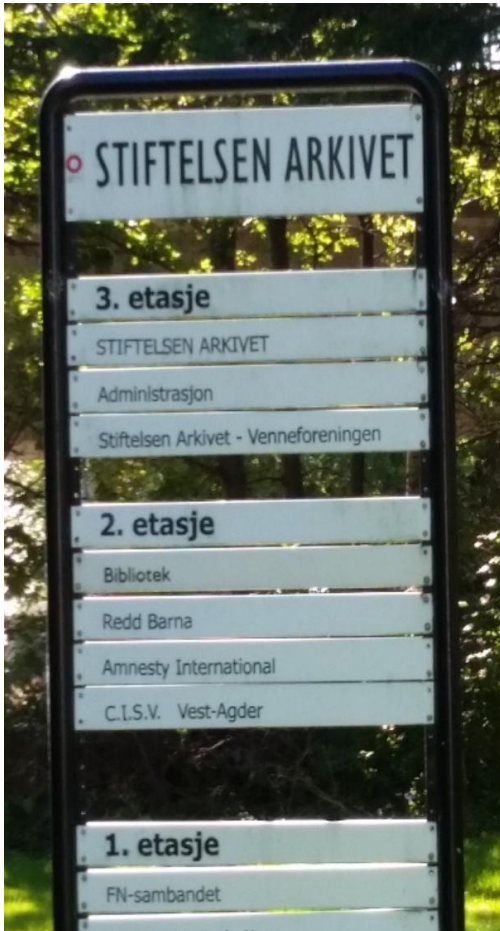 STIFTELSEN ARKIVET
3. etasje
STIFTELSEN ARKIVET
Administrasjon
Stiftelsen Arkivet - Venneforeningen
2. etasje
Bibliotek
Redd Barna
Amnesty International
C.I.S.V. Vest-Agder
1. etasje
FN-sambandet